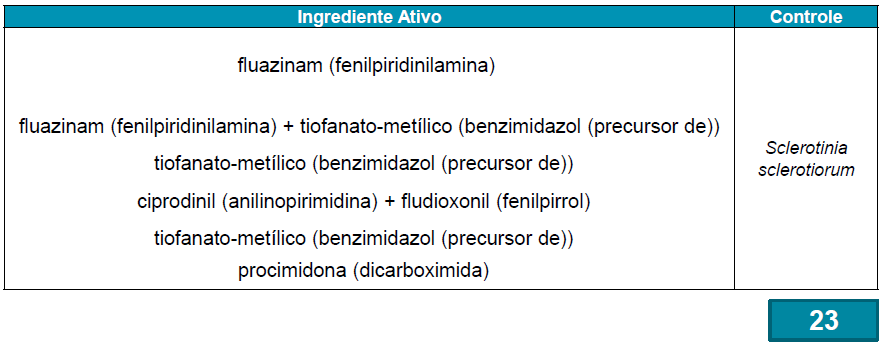 Ingrediente Ativo Controle
fluazinam (fenilpiridinilamina)
fluazinam (fenilpiridinilamina) + tiofanato-metílico (benzimidazol (precursor de))
tiofanato-metílico (benzimidazol (precursor de))
ciprodinil (anilinopirimidina) + fludioxonil (fenilpirrol)
tiofanato-metílico (benzimidazol (precursor de))
procimidona (dicarboximida)
Sclerotinia
sclerotiorum
23